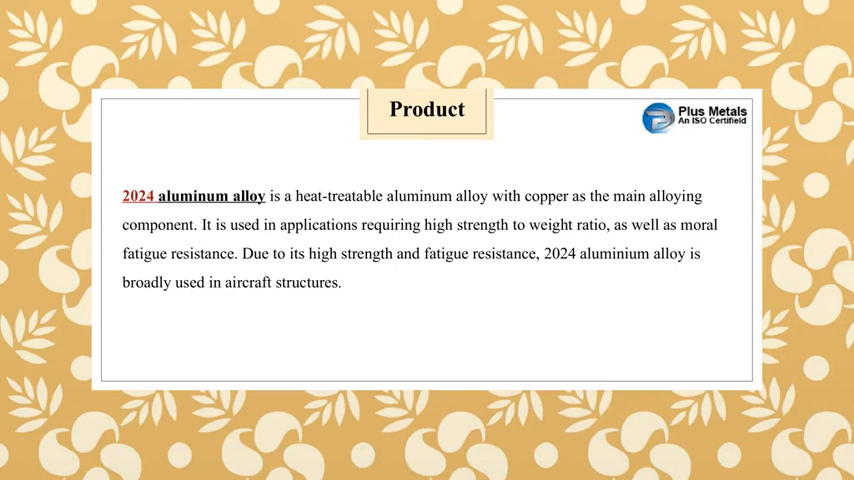 Product
Plus Metals
An ISO Certifield
2024 aluminum alloy is a heat-treatable aluminum alloy with copper as the main alloying
component. It is used in applications requiring high strength to weight ratio, as well as moral
fatigue resistance. Due to its high strength and fatigue resistance, 2024 aluminium alloy is
broadly used in aircraft structures.